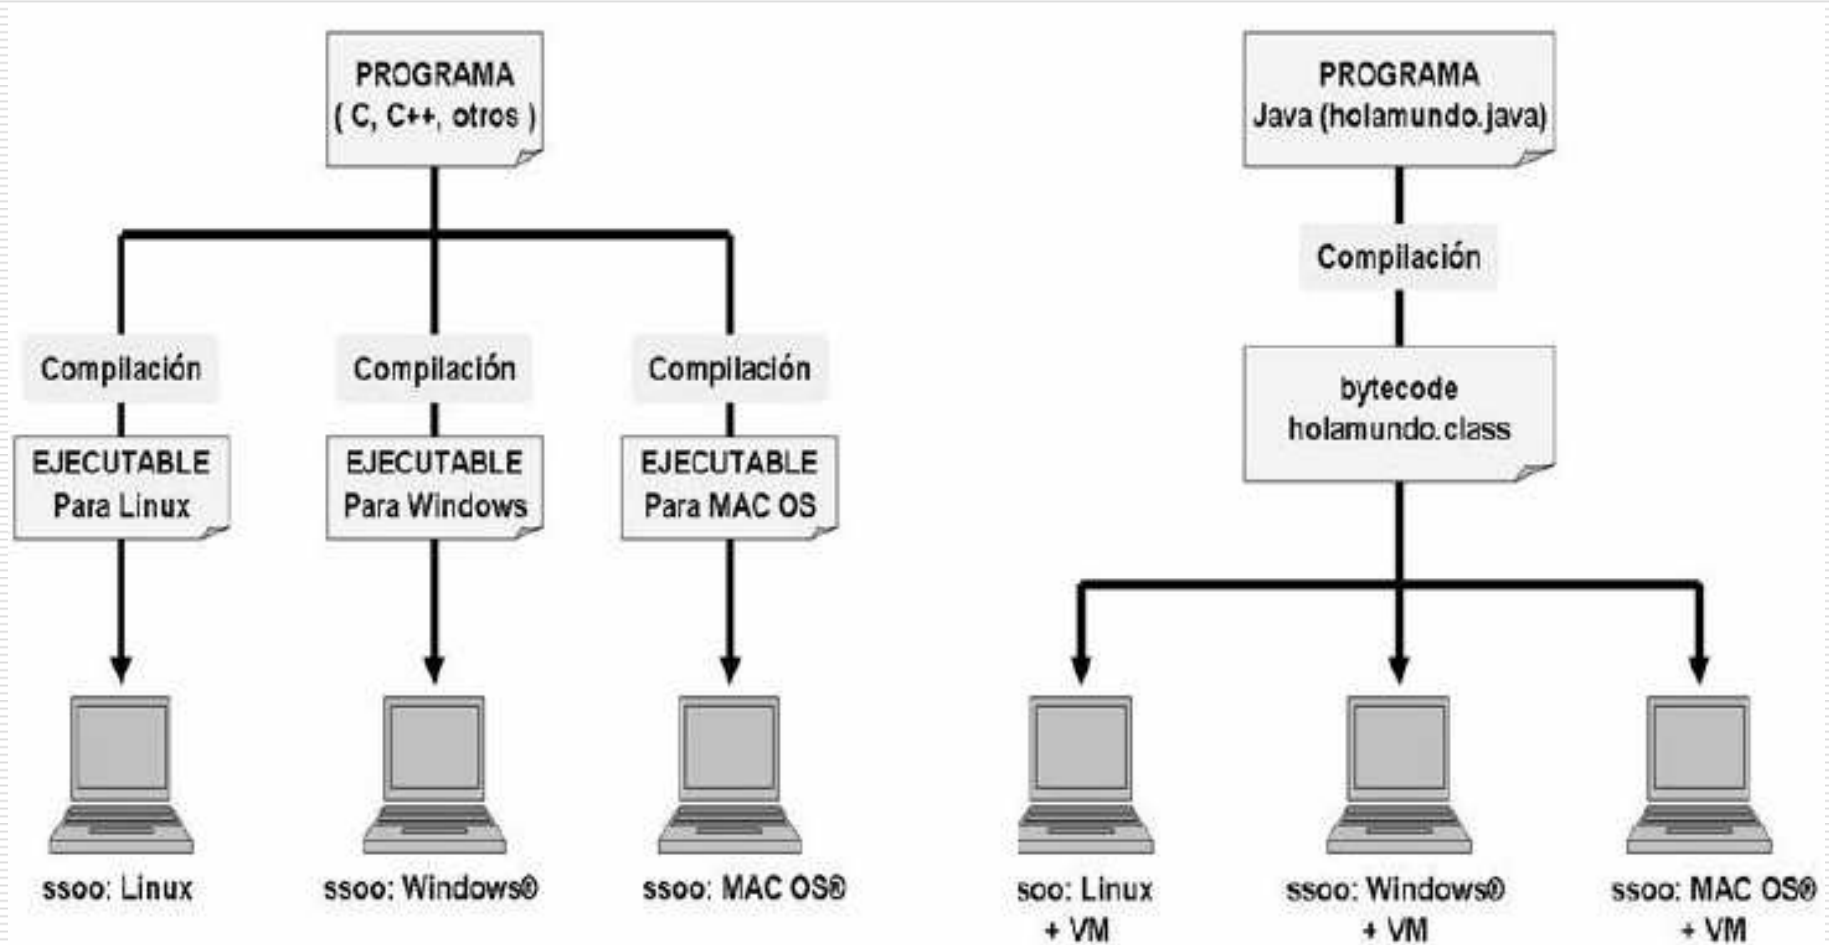 PROGRAMA
( C, C++, otros )
Compilación
Compilación
Compilación
EJECUTABLE
Para Linux
EJECUTABLE
Para Windows
EJECUTABLE
Para MAC OS
ssoo: Linux
ssoo: Windows®
ssoo: MAC OS®
PROGRAMA
Java (holamundo.java)
Compilación
bytecode
holamundo.class
soo: Linux
+ VM
ssoo: Windows®
+ VM
ssoo: MAC OS®
+ VM